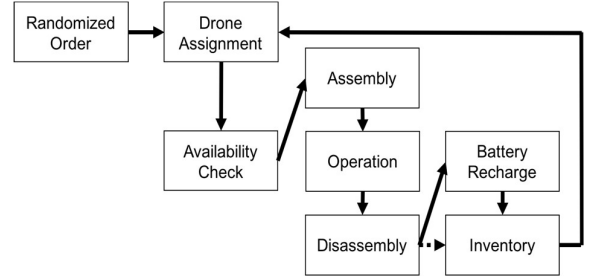 Randomized
Order
Drone
Assignment
Assembly
Availability
Check
Operation
Battery
Recharge
Disassembly
Inventory